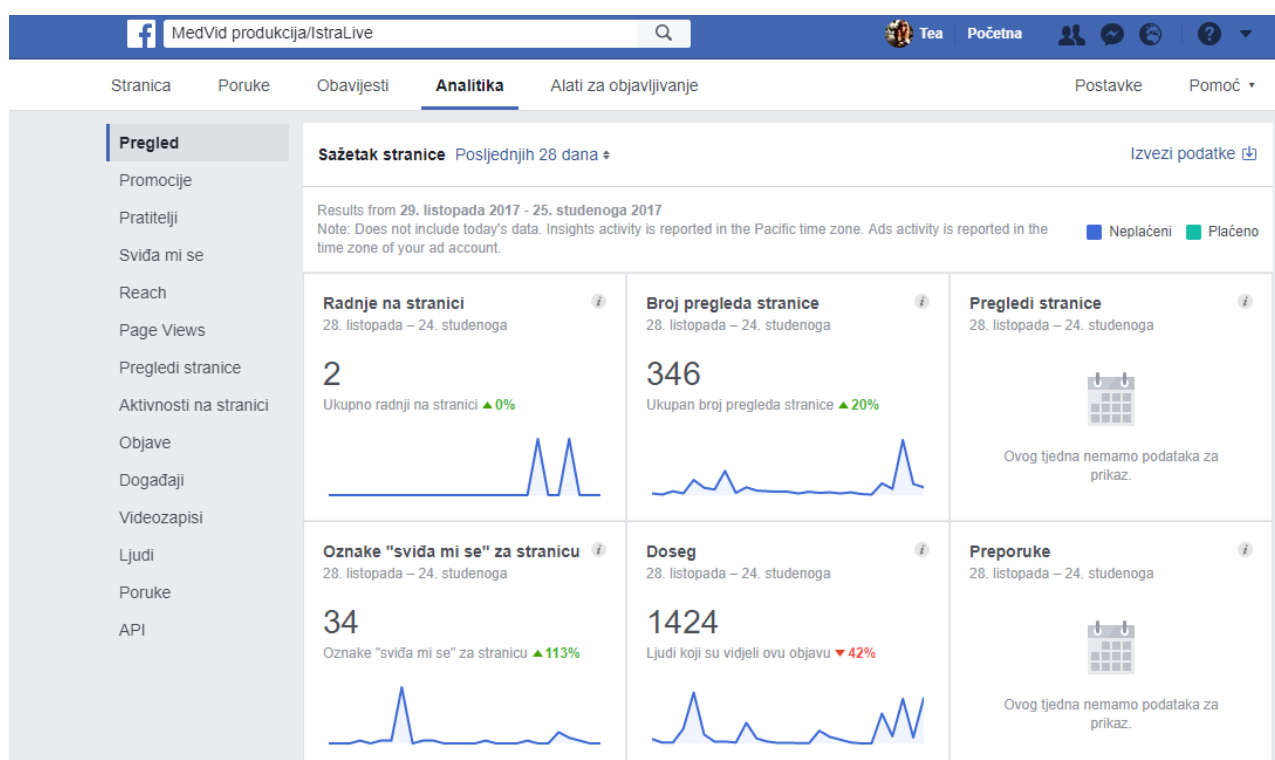 MedVid produkcija/IstraLive
Tea Početna
Stranica Poruke Obavijesti Analitika Alati za objavljivanje Postavke Pomoć
Pregled
Promocije
Pratitelji
Sviđa mi se
Reach
Page Views
Pregledi stranice
Aktivnosti na stranici
Objave
Događaji
Videozapisi
Ljudi
Poruke
API
Sažetak stranice Posljednjih 28 dana
Izvezi podatke
Results from 29. listopada 2017 - 25. studenoga 2017
Note: Does not include today's data. Insights activity is reported in the Pacific time zone. Ads activity is reported in the
time zone of your ad account.
Neplaćeni Plaćeno
Radnje na stranici
28. listopada – 24. studenoga
2
Ukupno radnji na stranici ▲0%
Broj pregleda stranice
28. listopada – 24. studenoga
346
Ukupan broj pregleda stranice ▲20%
Pregledi stranice
28. listopada – 24. studenoga
Ovog tjedna nemamo podataka za
prikaz.
Oznake "sviđa mi se" za stranicu
28. listopada – 24. studenoga
34
Oznake "sviđa mi se" za stranicu ▲113%
Doseg
28. listopada – 24. studenoga
1424
Ljudi koji su vidjeli ovu objavu ▼42%
Preporuke
28. listopada – 24. studenoga
Ovog tjedna nemamo podataka za
prikaz.